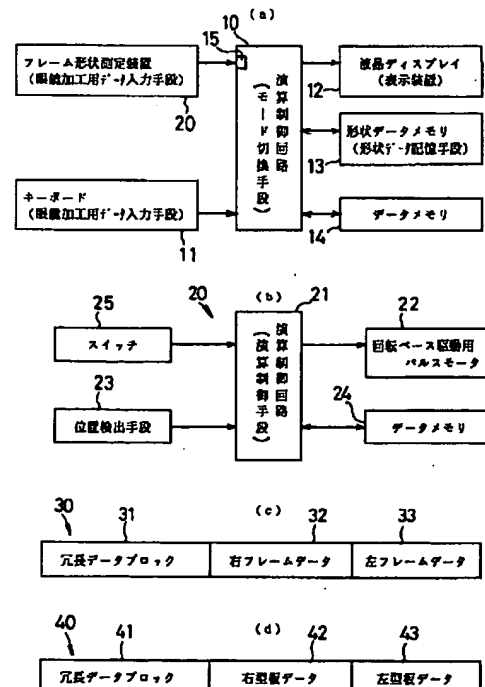 (a)
15
10
フレーム形状測定装置
(眼鏡加工用データ入力手段)
20
演算制御回路
(モード切換手段)
液晶ディスプレイ
(表示装置)
12
形状データメモリ
(形状データ記憶手段)
13
キーボード
(眼鏡加工用データ入力手段)
11
データメモリ
14
(b)
20
21
25
スイッチ
演算制御回路
(演算制御手段)
22
回転ベース駆動用
パルスモータ
23
位置検出手段
24
データメモリ
(c)
30
31
32
33
冗長データブロック
右フレームデータ
左フレームデータ
(d)
40
41
42
43
冗長データブロック
右型板データ
左型板データ